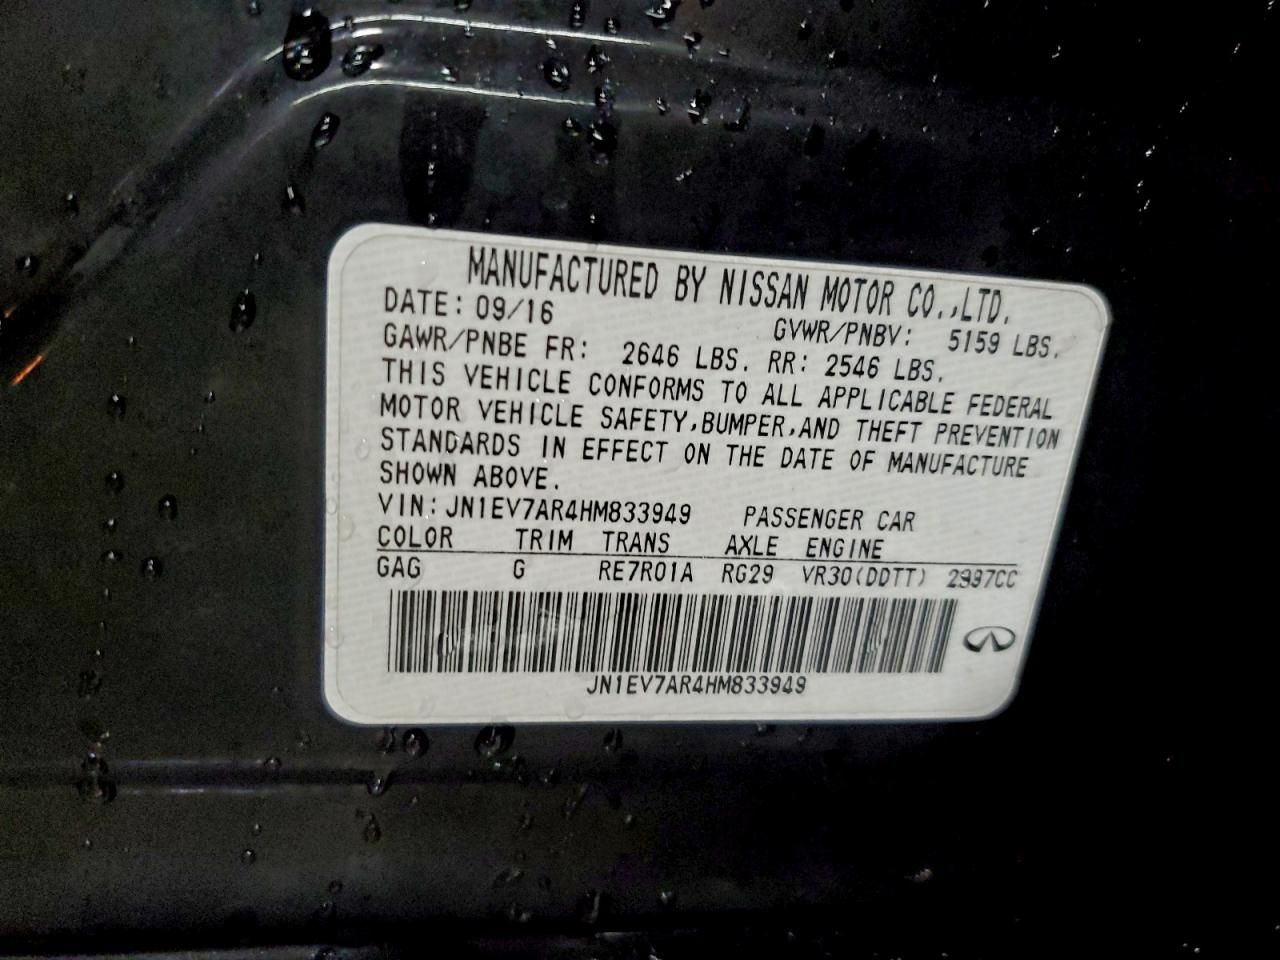 MANUFACTURED BY NISSAN MOTOR CO.,LTD.
DATE: 09/16 GVWR/PNBV: 5159 LBS.
GAWR/PNBE FR: 2646 LBS. RR: 2546 LBS.
THIS VEHICLE CONFORMS TO ALL APPLICABLE FEDERAL
MOTOR VEHICLE SAFETY,BUMPER,AND THEFT PREVENTION
STANDARDS IN EFFECT ON THE DATE OF MANUFACTURE
SHOWN ABOVE.
VIN: JN1EV7AR4HM833949 PASSENGER CAR
COLOR TRIM TRANS AXLE ENGINE
GAG G RE7R01A RG29 VR30(DDTT) 2997CC
JN1EV7AR4HM833949